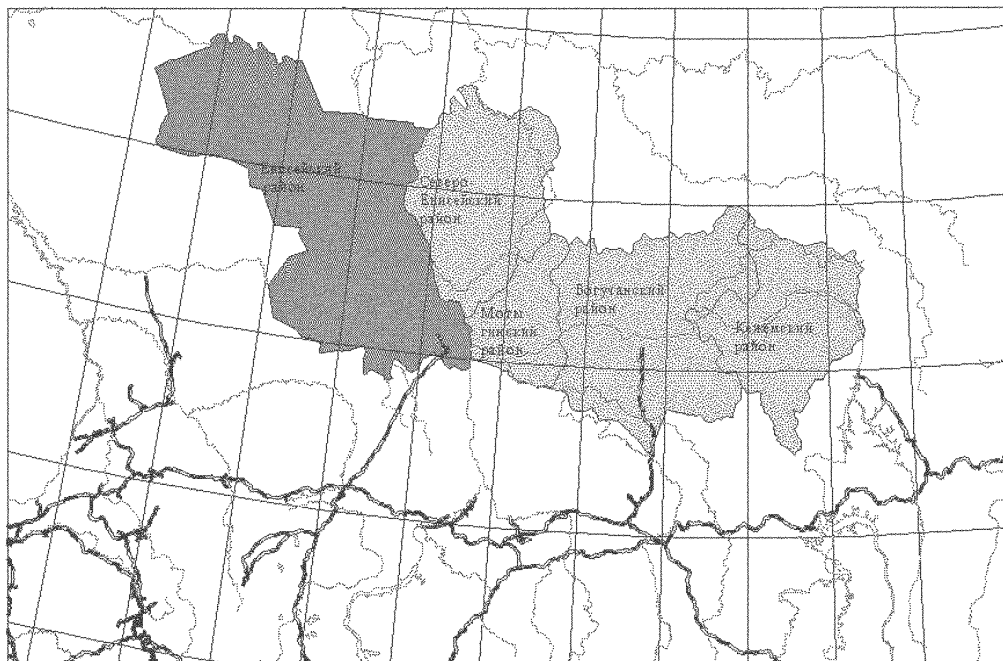 Енисейский
район
Северо
Енисейский
район
Моты
гинский
район
Богучанский
район
Кежемский
район